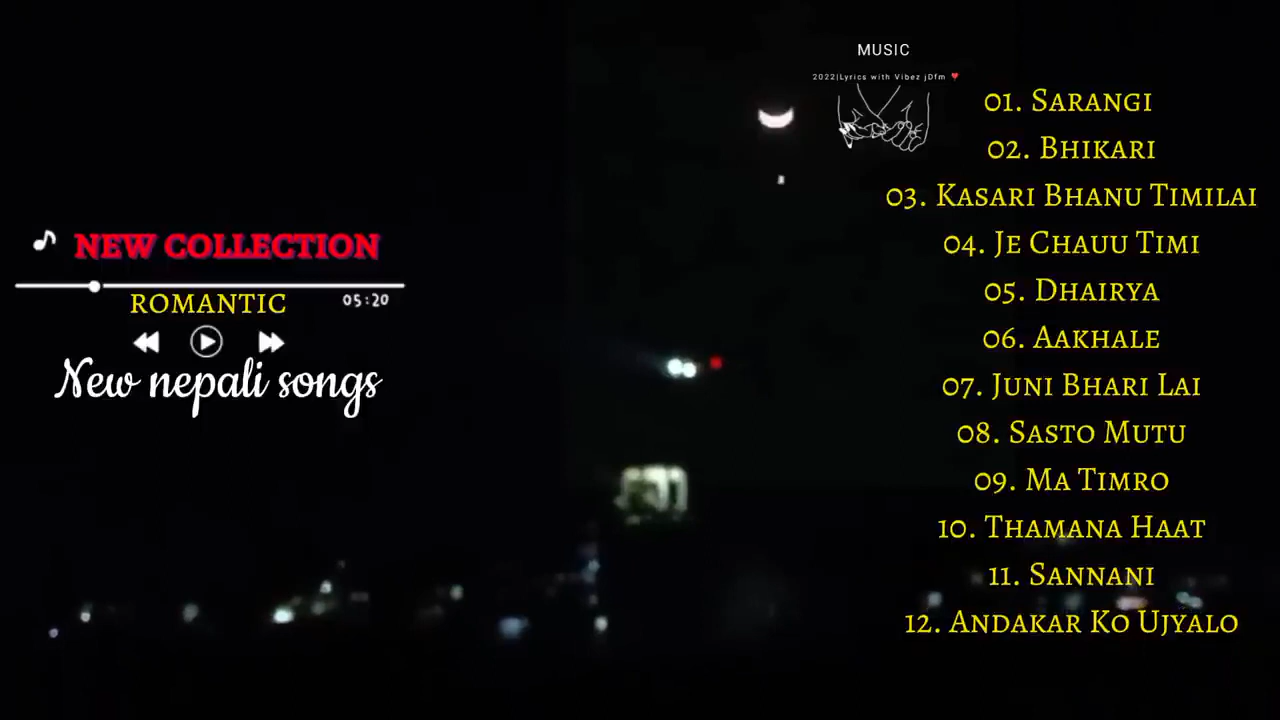 MUSIC
2022|Lyrics with Vibez jDfm ❤
NEW COLLECTION
ROMANTIC
05:20
New nepali songs
01. Sarangi
02. Bhikari
03. Kasari Bhanu Timilai
04. Je Chauu Timi
05. Dhairya
06. Aakhale
07. Juni Bhari Lai
08. Sasto Mutu
09. Ma Timro
10. Thamana Haat
11. Sannani
12. Andakar Ko Ujyalo